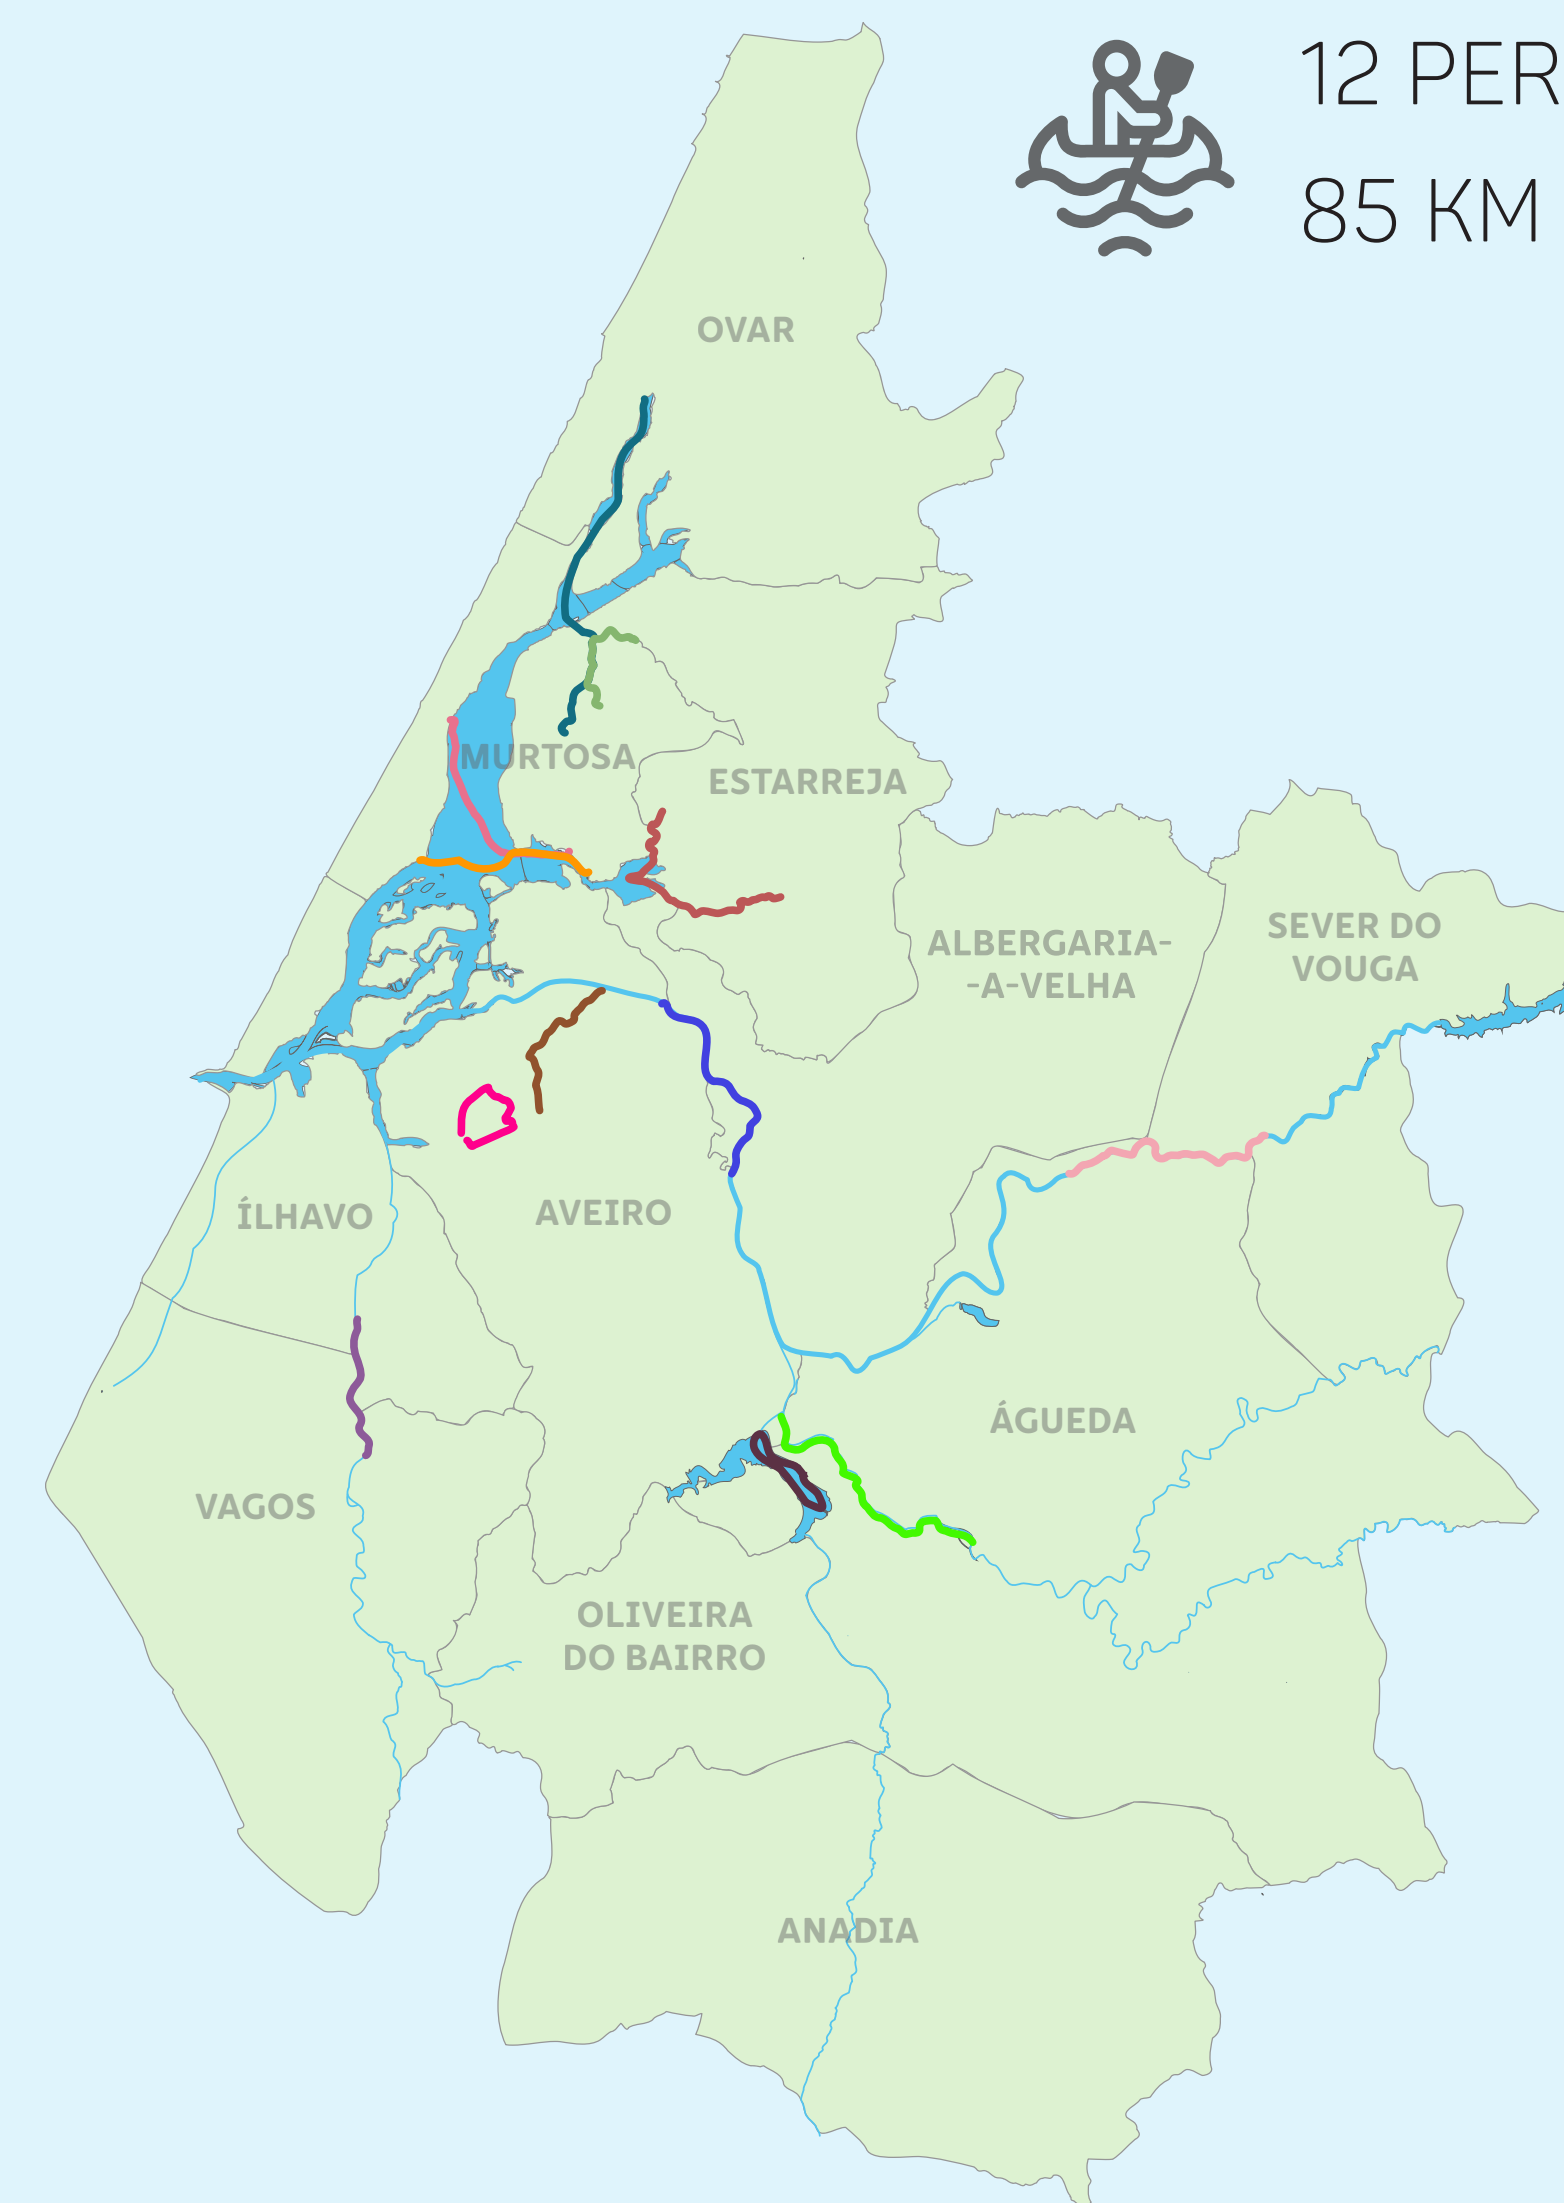 12 PER
85 KM
OVAR
MURTOSA
ESTARREJA
ALBERGARIA-
-A-VELHA
SEVER DO
VOUGA
ÍLHAVO
AVEIRO
ÁGUEDA
VAGOS
OLIVEIRA
DO BAIRRO
ANADIA